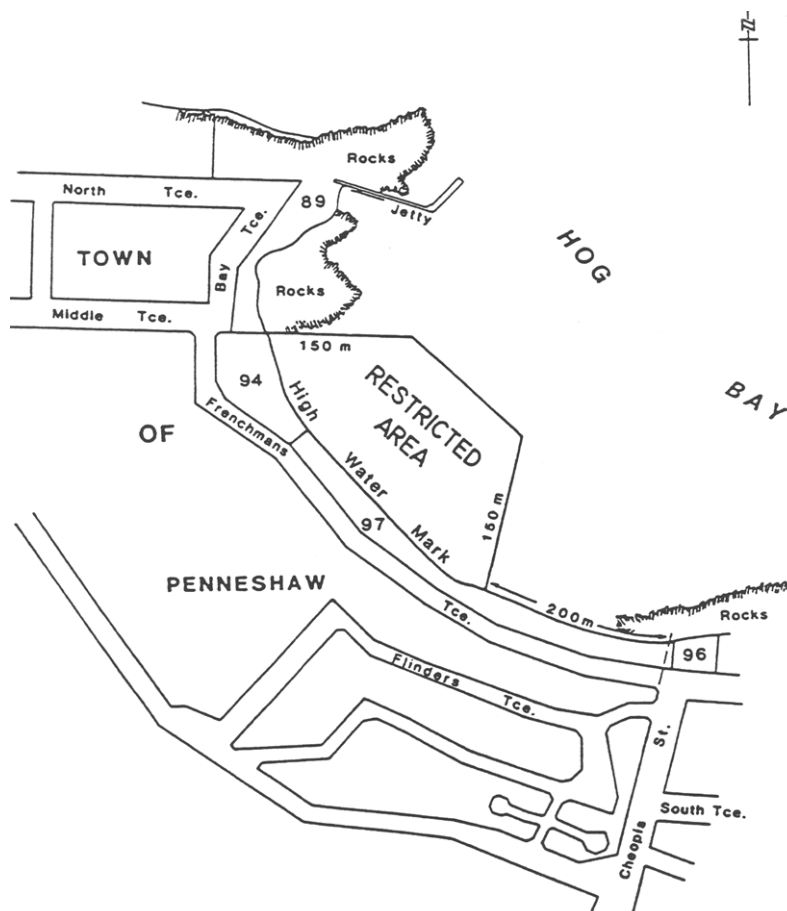 N
Rocks
North Tce.
89
Jetty
Bay Tce.
TOWN
HOG
Rocks
Middle Tce.
150 m
94
High Water Mark
RESTRICTED
AREA
BAY
OF
Frenchmans Tce.
97
150 m
PENNESHAW
200m
Rocks
96
Flinders Tce.
Cheopis St.
South Tce.